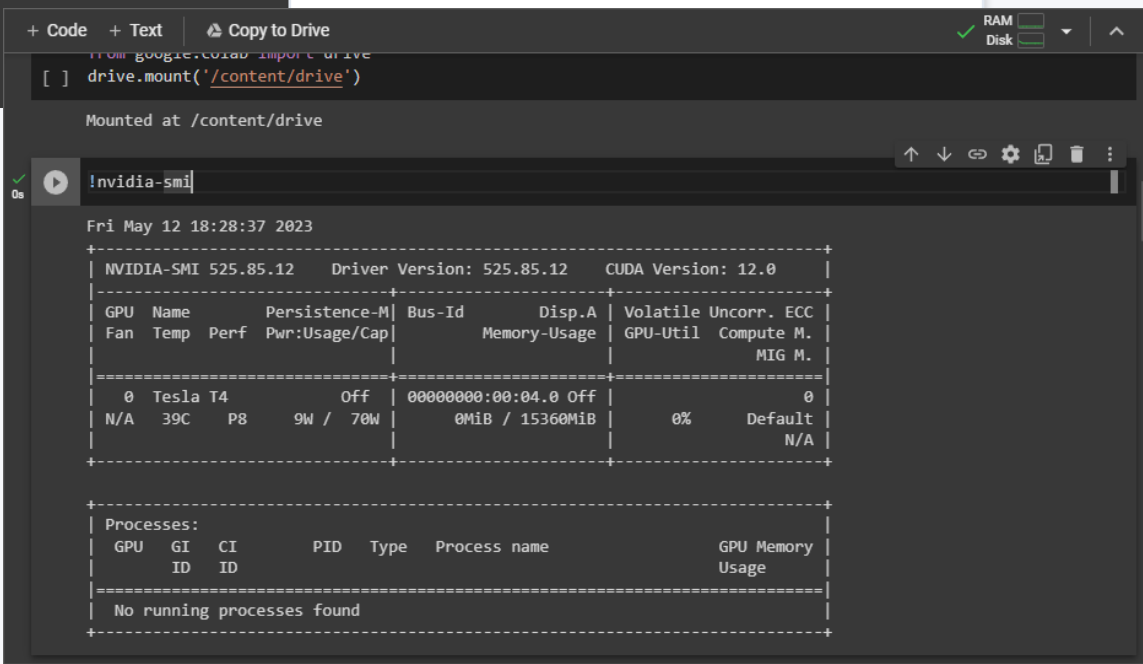 + Code + Text Copy to Drive RAM
Disk
from google.colab import drive
[ ] drive.mount('/content/drive')
Mounted at /content/drive
0s !nvidia-smi
Fri May 12 18:28:37 2023
+-----------------------------------------------------------------------------+
| NVIDIA-SMI 525.85.12    Driver Version: 525.85.12    CUDA Version: 12.0     |
|-------------------------------+----------------------+----------------------+
| GPU  Name        Persistence-M| Bus-Id        Disp.A | Volatile Uncorr. ECC |
| Fan  Temp  Perf  Pwr:Usage/Cap|         Memory-Usage | GPU-Util  Compute M. |
|                               |                      |               MIG M. |
|===============================+======================+======================|
|   0  Tesla T4            Off  | 00000000:00:04.0 Off |                    0 |
| N/A   39C    P8     9W /  70W |      0MiB / 15360MiB |      0%      Default |
|                               |                      |                  N/A |
+-------------------------------+----------------------+----------------------+
+-----------------------------------------------------------------------------+
| Processes:                                                                  |
|  GPU   GI   CI        PID   Type   Process name                  GPU Memory |
|        ID   ID                                                   Usage      |
|=============================================================================|
|  No running processes found                                                 |
+-----------------------------------------------------------------------------+